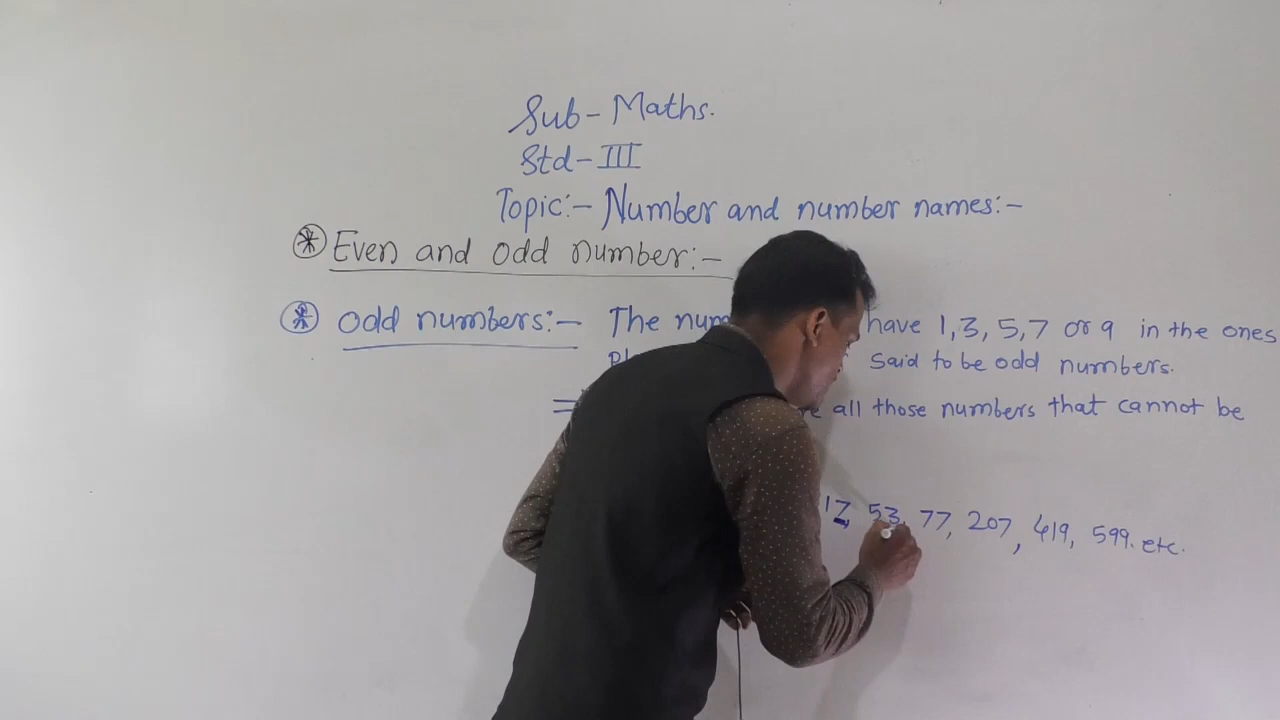 Sub - Maths.
Std - III
Topic:- Number and number names:-
* Even and odd number:-
* odd numbers:- The have 1, 3, 5, 7 or 9 in the ones
said to be odd numbers.
= all those numbers that cannot be
17, 53, 77, 207, 419, 599. etc.